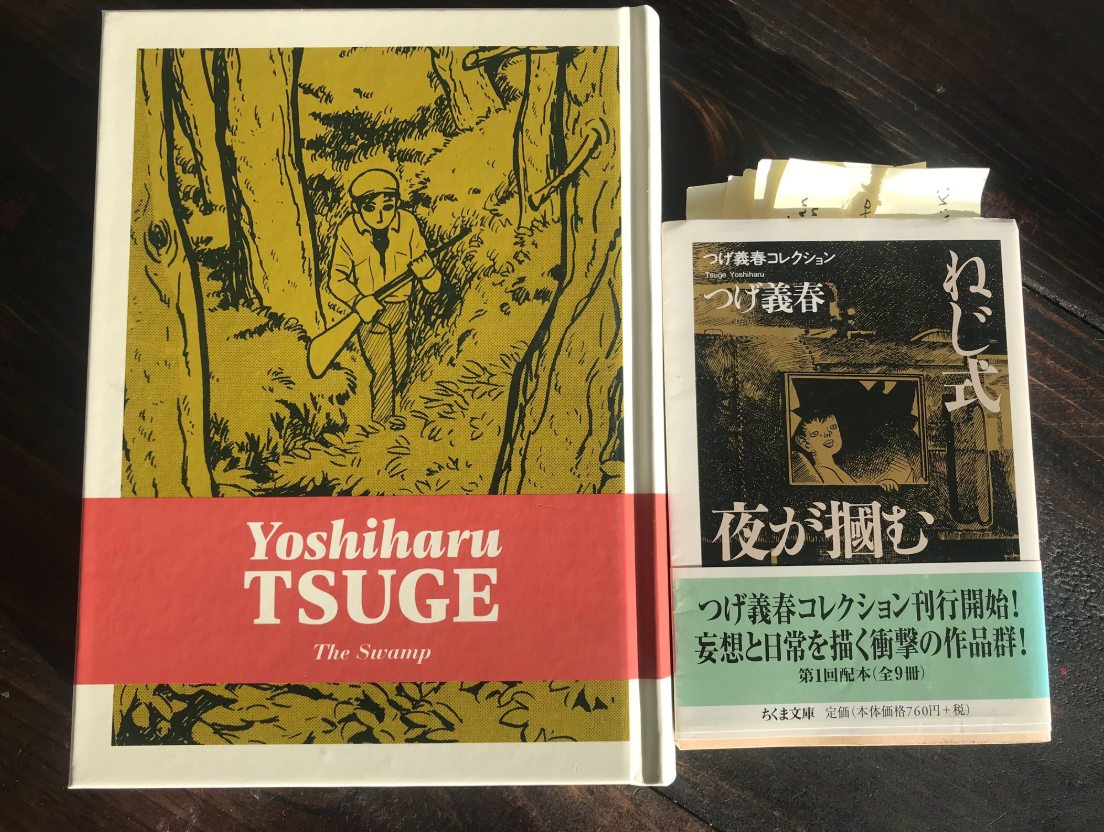 Yoshiharu
TSUGE
The Swamp
つげ義春コレクション
Tsuge Yoshiharu
つげ義春
ねじ式
夜が摑む
つげ義春コレクション刊行開始!
妄想と日常を描く衝撃の作品群!
第1回配本(全9冊)
ちくま文庫 定価(本体価格760円+税)